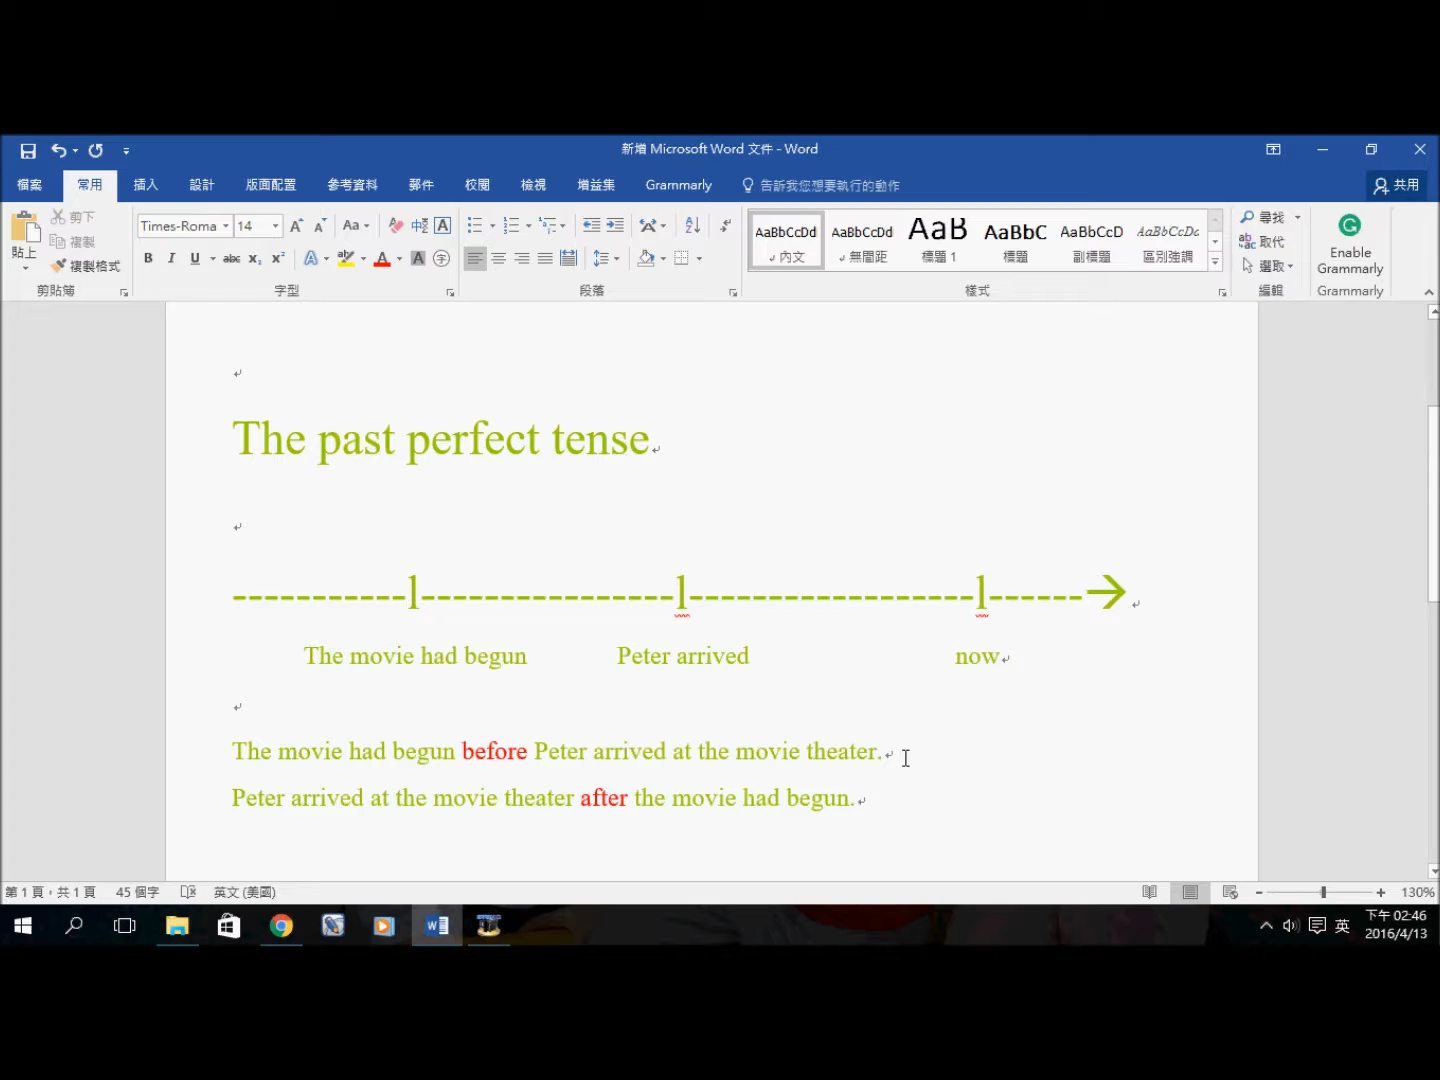 新增 Microsoft Word 文件 - Word
檔案 常用 插入 設計 版面配置 參考資料 郵件 校閱 檢視 增益集 Grammarly 告訴我您想要執行的動作 共用
貼上 剪下 複製 複製格式
Times-Roma 14
AaBbCcDd AaBbCcDd AaB AaBbC AaBbCcD AaBbCcDd
內文 無間距 標題 1 標題 副標題 區別強調
尋找 取代 選取
Enable Grammarly
剪貼簿 字型 段落 樣式 編輯 Grammarly
The past perfect tense.
-----------l----------------l------------------l------→
The movie had begun Peter arrived now
The movie had begun before Peter arrived at the movie theater.
Peter arrived at the movie theater after the movie had begun.
第 1 頁，共 1 頁 45 個字 英文 (美國) 130%
英 下午 02:46
2016/4/13